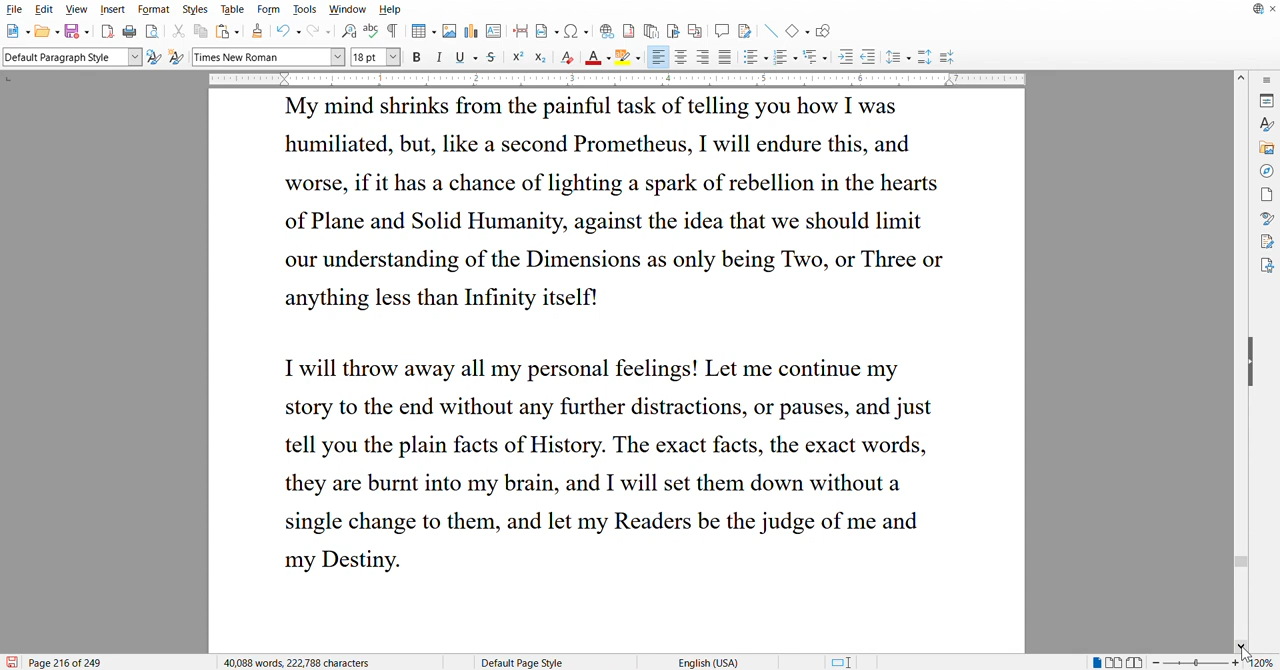 File Edit View Insert Format Styles Table Form Tools Window Help
Default Paragraph Style Times New Roman 18 pt
1 2 3 4 5 6 7
My mind shrinks from the painful task of telling you how I was
humiliated, but, like a second Prometheus, I will endure this, and
worse, if it has a chance of lighting a spark of rebellion in the hearts
of Plane and Solid Humanity, against the idea that we should limit
our understanding of the Dimensions as only being Two, or Three or
anything less than Infinity itself!
I will throw away all my personal feelings! Let me continue my
story to the end without any further distractions, or pauses, and just
tell you the plain facts of History. The exact facts, the exact words,
they are burnt into my brain, and I will set them down without a
single change to them, and let my Readers be the judge of me and
my Destiny.
Page 216 of 249 40,088 words, 222,788 characters Default Page Style English (USA) 120%